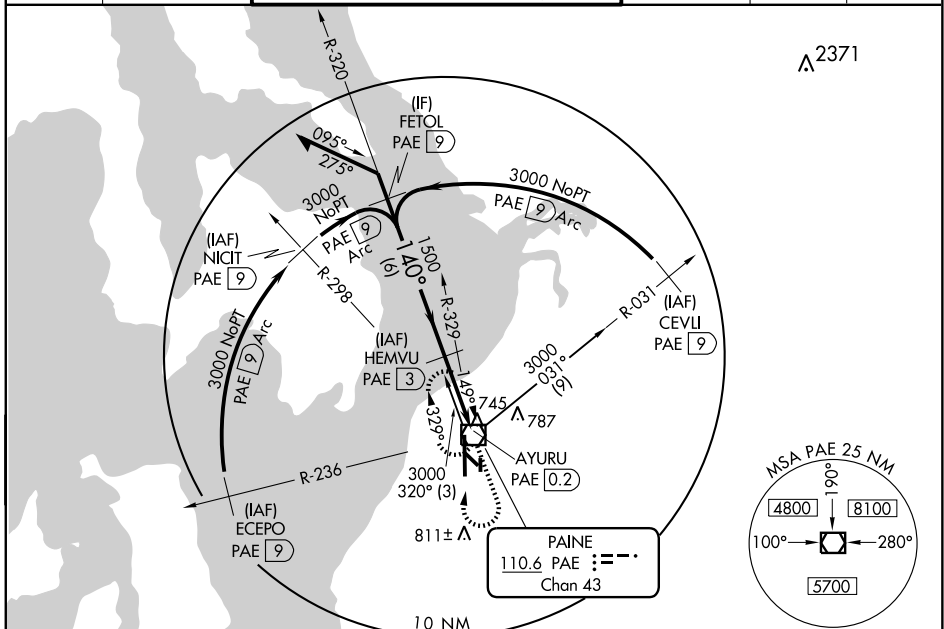 2371
R-320
(IF)
FETOL
PAE 9
095°
275°
3000
NoPT
PAE 9
Arc
3000 NoPT
PAE 9 Arc
(IAF)
NICIT
PAE 9
R-298
140°
(6)
1500
R-329
R-031
(IAF)
CEVLI
PAE 9
3000 NoPT
PAE 9 Arc
(IAF)
HEMVU
PAE 3
3000
031°
(9)
149°
745
787
329°
AYURU
PAE 0.2
3000
320° (3)
R-236
(IAF)
ECEPO
PAE 9
811±
PAINE
110.6 PAE
Chan 43
10 NM
MSA PAE 25 NM
190°
4800
8100
100°
280°
5700